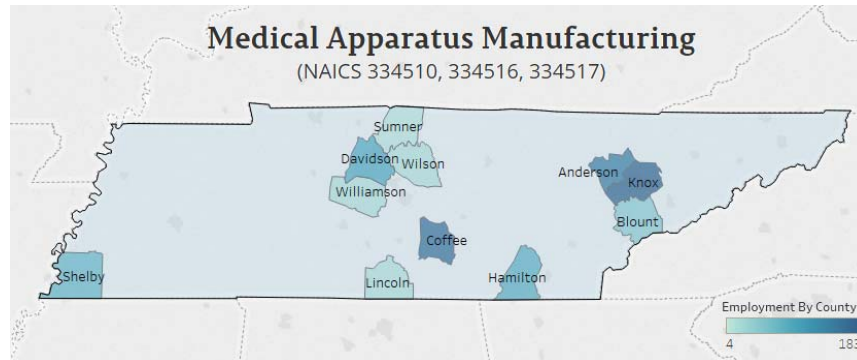 Medical Apparatus Manufacturing
(NAICS 334510, 334516, 334517)
Sumner
Davidson
Wilson
Williamson
Anderson
Knox
Blount
Coffee
Shelby
Lincoln
Hamilton
Employment By County
4
183